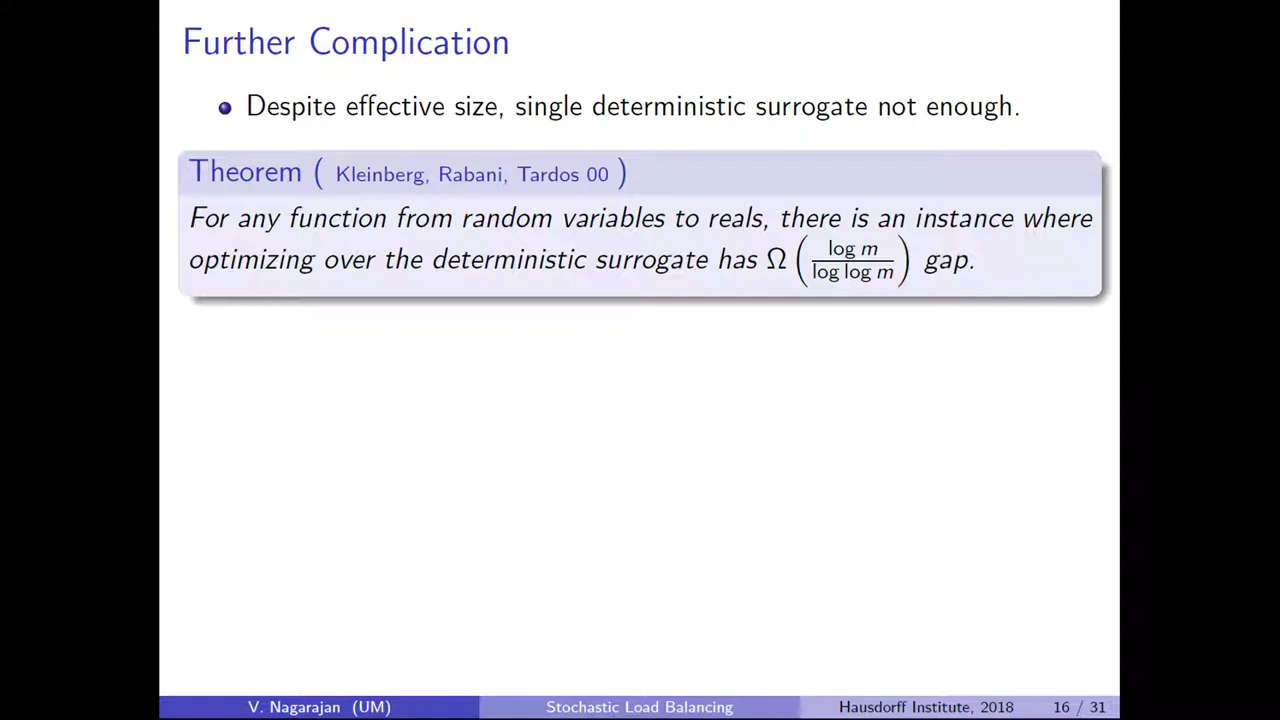 Further Complication
Despite effective size, single deterministic surrogate not enough.
Theorem ( Kleinberg, Rabani, Tardos 00 )
For any function from random variables to reals, there is an instance where
optimizing over the deterministic surrogate has Ω ( log m / log log m ) gap.
V. Nagarajan (UM) Stochastic Load Balancing Hausdorff Institute, 2018 16 / 31